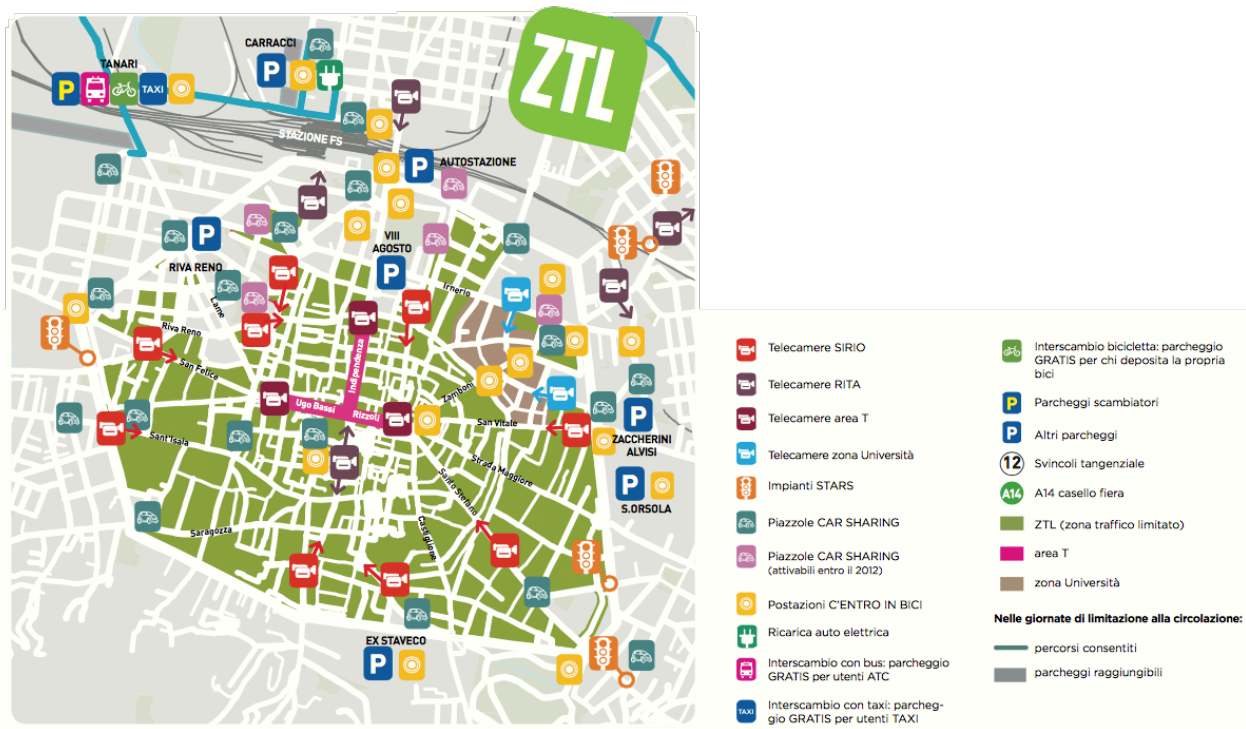 ZTL
CARRACCI
P
TANARI
P
TAXI
STAZIONE FS
P
AUTOSTAZIONE
P
RIVA RENO
VIII
AGOSTO
P
Irnerio
Lame
Riva Reno
San Felice
Indipendenza
Ugo Bassi
Rizzoli
Zamboni
San Vitale
Sant'Isaia
Strada Maggiore
Santo Stefano
Castiglione
Saragozza
P
ZACCHERINI
ALVISI
P
S.ORSOLA
EX STAVECO
P
Telecamere SIRIO
Telecamere RITA
Telecamere area T
Telecamere zona Università
Impianti STARS
Piazzole CAR SHARING
Piazzole CAR SHARING
(attivabili entro il 2012)
Postazioni C'ENTRO IN BICI
Ricarica auto elettrica
Interscambio con bus: parcheggio
GRATIS per utenti ATC
TAXI
Interscambio con taxi: parcheg-
gio GRATIS per utenti TAXI
Interscambio bicicletta: parcheggio
GRATIS per chi deposita la propria
bici
P
Parcheggi scambiatori
P
Altri parcheggi
12
Svincoli tangenziale
A14
A14 casello fiera
ZTL (zona traffico limitato)
area T
zona Università
Nelle giornate di limitazione alla circolazione:
percorsi consentiti
parcheggi raggiungibili